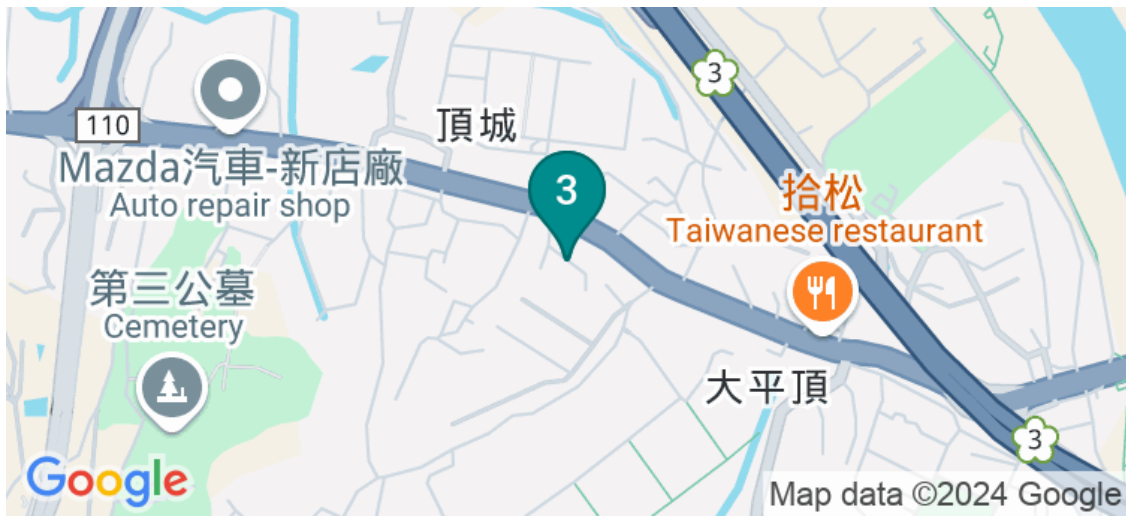 3
110
頂城
Mazda汽車-新店廠
Auto repair shop
3
拾松
Taiwanese restaurant
第三公墓
Cemetery
大平頂
3
Google
Map data ©2024 Google